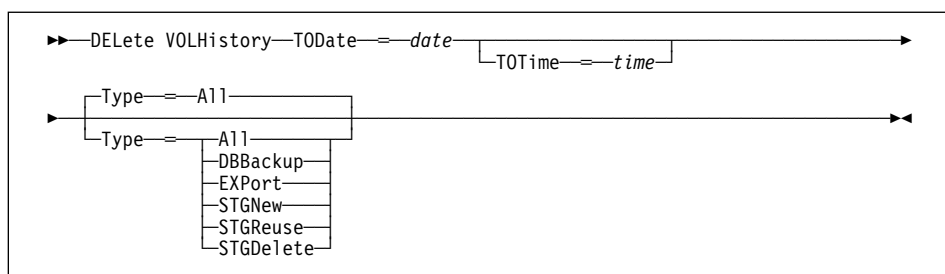 DELete VOLHistory TODate = date
TOTime = time
Type = All
Type = All
DBBackup
EXPort
STGNew
STGReuse
STGDelete